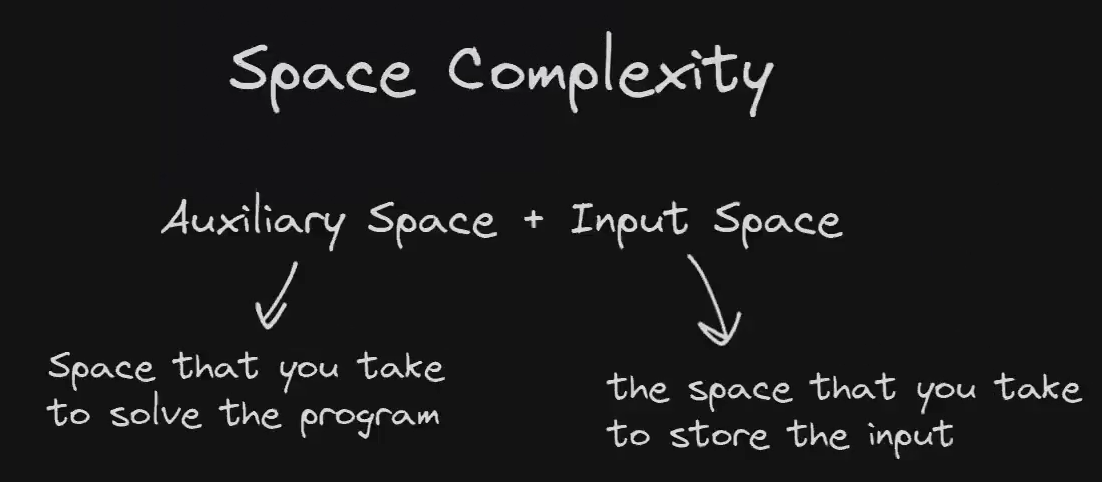 Space Complexity
Auxiliary Space + Input Space
Space that you take
to solve the program
the space that you take
to store the input